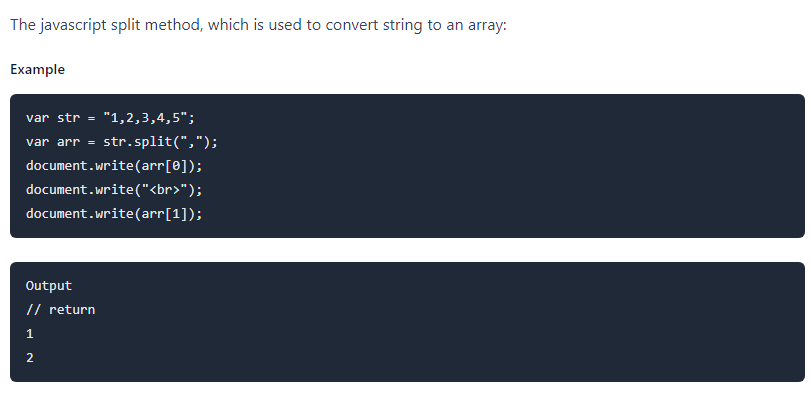 The javascript split method, which is used to convert string to an array:
Example
var str = "1,2,3,4,5";
var arr = str.split(",");
document.write(arr[0]);
document.write("<br>");
document.write(arr[1]);
Output
// return
1
2